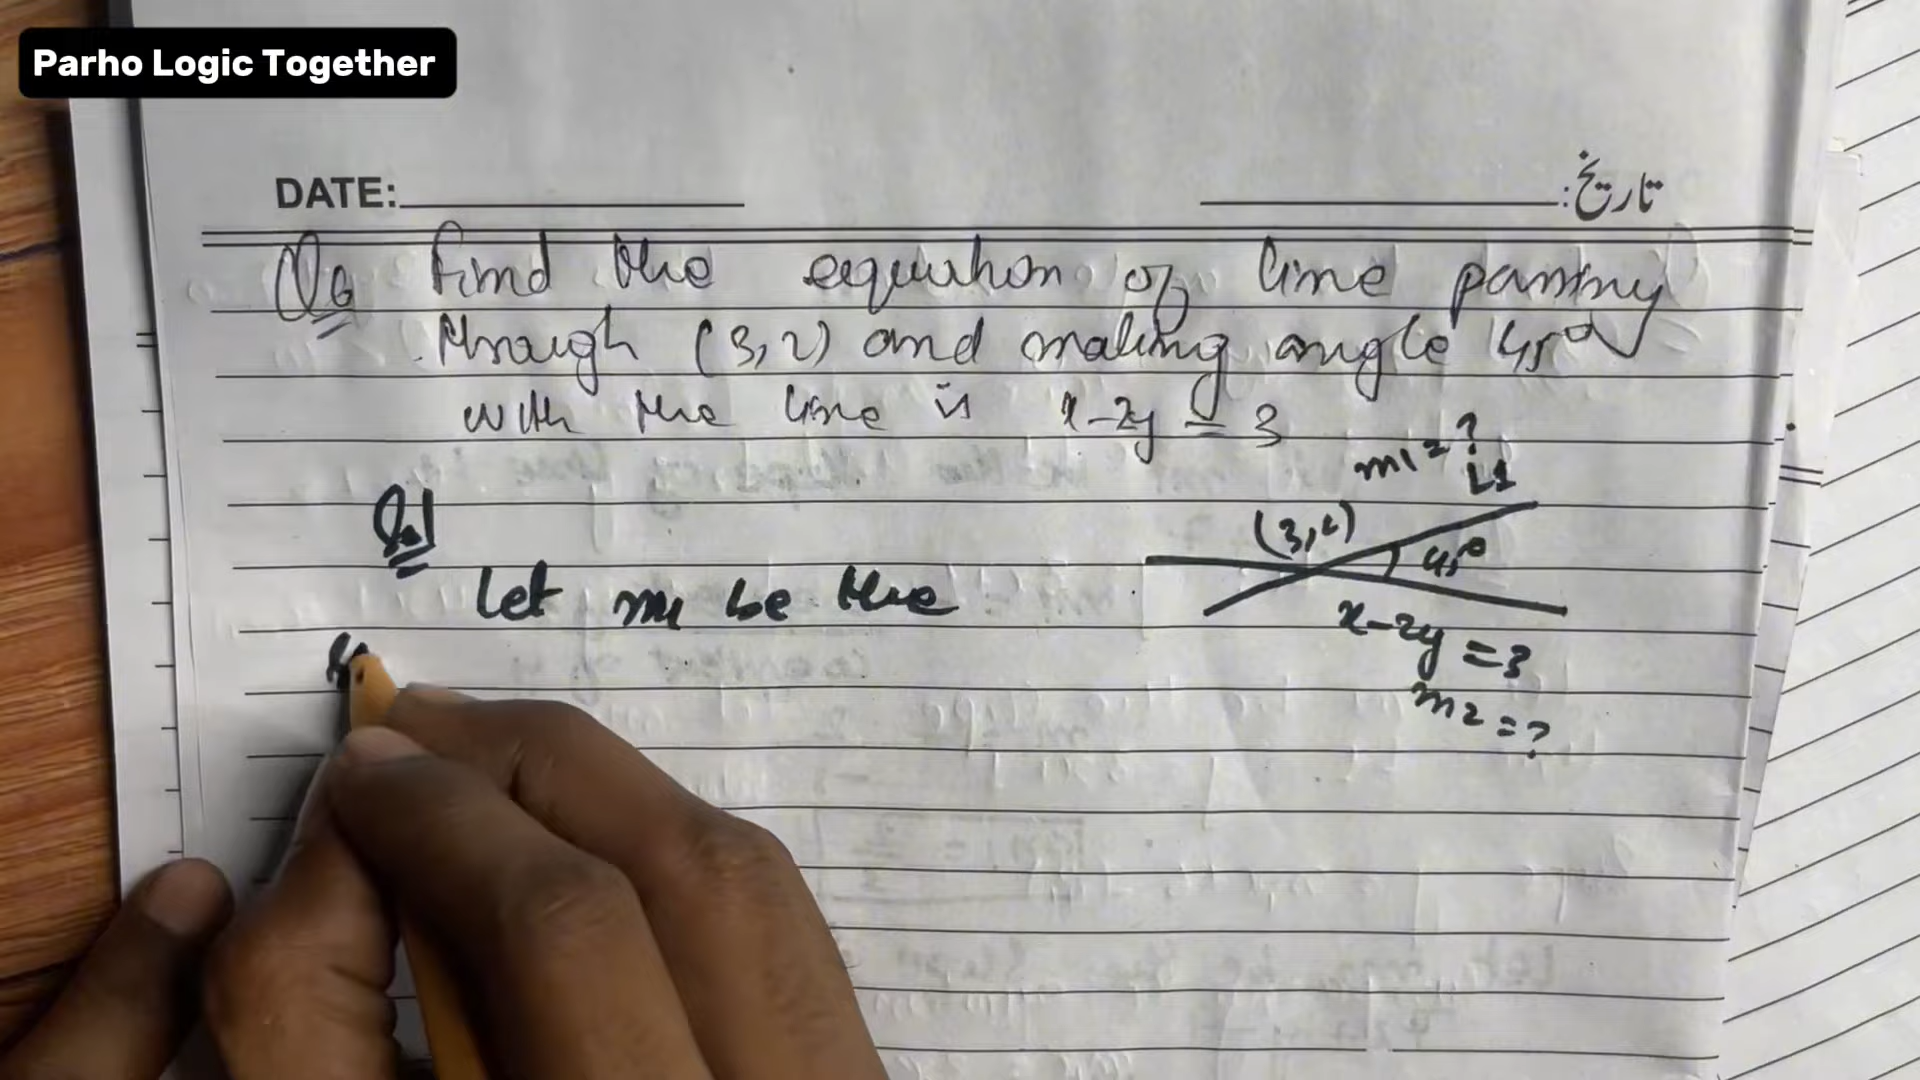 Parho Logic Together
DATE:
تاریخ:
Q6 Find the equation of line passing
through (3,2) and making angle 45°
with the line is x-2y = 3
m1 = ?
L1
(3,2)
45°
Sol
Let m1 be the
x-2y = 3
m2 = ?